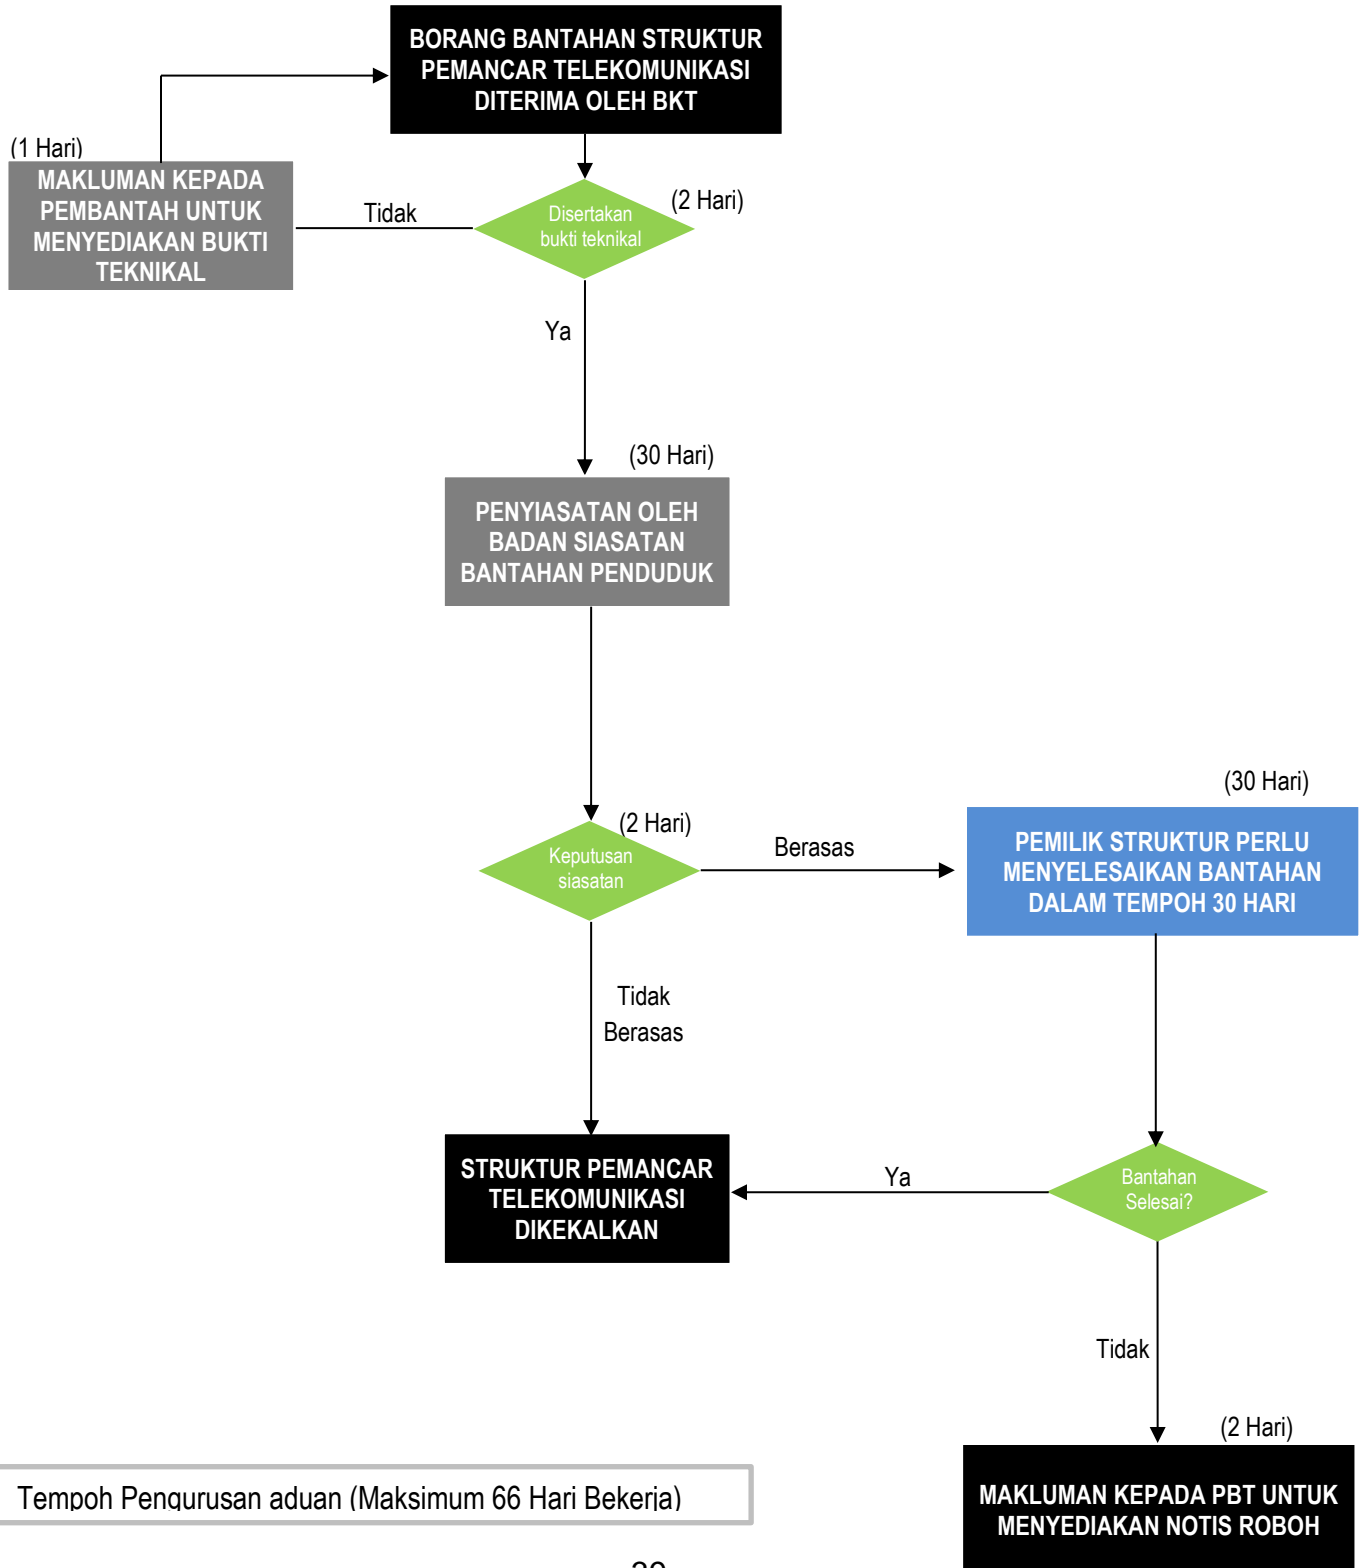 BORANG BANTAHAN STRUKTUR
PEMANCAR TELEKOMUNIKASI
DITERIMA OLEH BKT
(1 Hari)
MAKLUMAN KEPADA
PEMBANTAH UNTUK
MENYEDIAKAN BUKTI
TEKNIKAL
Tidak
Disertakan
bukti teknikal
(2 Hari)
Ya
(30 Hari)
PENYIASATAN OLEH
BADAN SIASATAN
BANTAHAN PENDUDUK
(2 Hari)
Keputusan
siasatan
Berasas
(30 Hari)
PEMILIK STRUKTUR PERLU
MENYELESAIKAN BANTAHAN
DALAM TEMPOH 30 HARI
Tidak
Berasas
STRUKTUR PEMANCAR
TELEKOMUNIKASI
DIKEKALKAN
Ya
Bantahan
Selesai?
Tidak
(2 Hari)
MAKLUMAN KEPADA PBT UNTUK
MENYEDIAKAN NOTIS ROBOH
Tempoh Pengurusan aduan (Maksimum 66 Hari Bekerja)